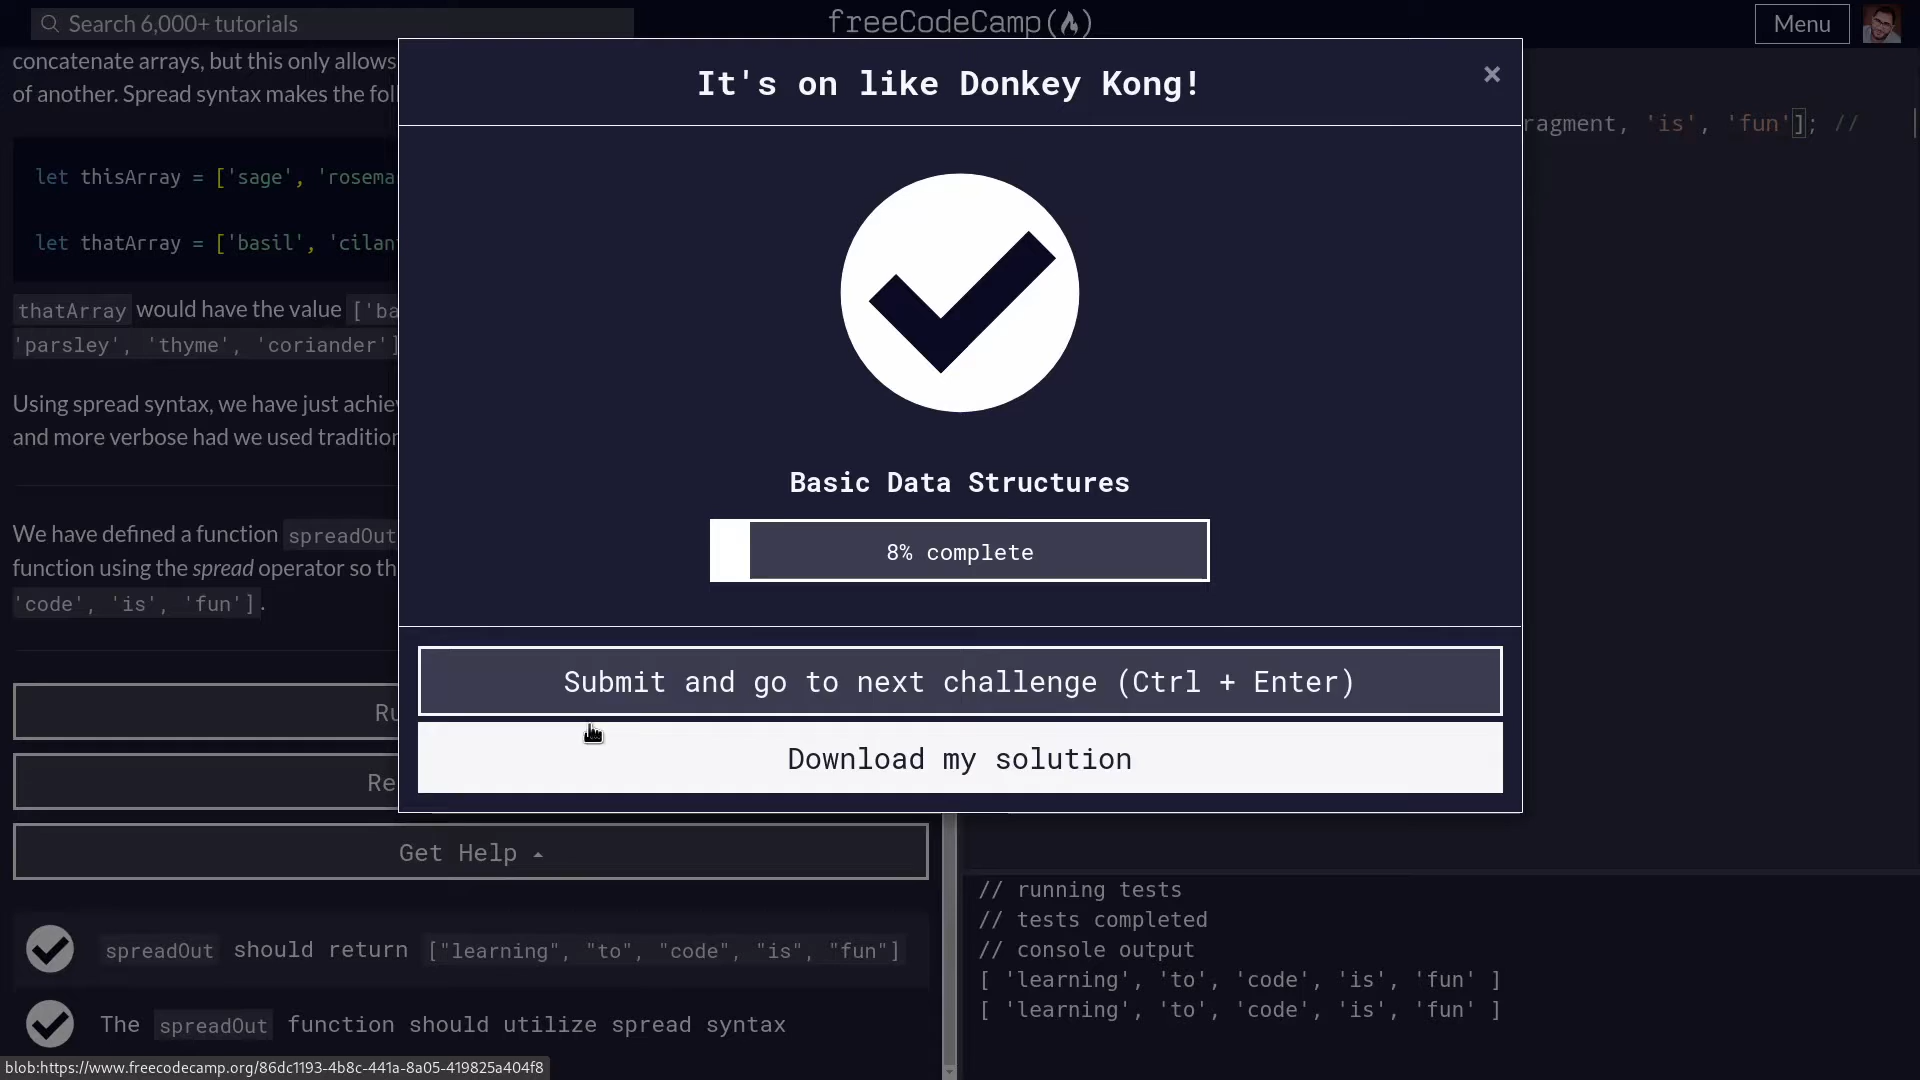 Search 6,000+ tutorials
freeCodeCamp
Menu
concatenate arrays, but this only allows
of another. Spread syntax makes the fol
let thisArray = ['sage', 'rosema
let thatArray = ['basil', 'cilan
thatArray would have the value ['ba
'parsley', 'thyme', 'coriander']
Using spread syntax, we have just achie
and more verbose had we used tradition
We have defined a function spreadOut
function using the spread operator so th
'code', 'is', 'fun'].
Ru
Re
Get Help
spreadOut should return ["learning", "to", "code", "is", "fun"]
The spreadOut function should utilize spread syntax
blob:https://www.freecodecamp.org/86dc1193-4b8c-441a-8a05-419825a404f8
It's on like Donkey Kong!
×
Basic Data Structures
8% complete
Submit and go to next challenge (Ctrl + Enter)
Download my solution
ragment, 'is', 'fun']; //
// running tests
// tests completed
// console output
[ 'learning', 'to', 'code', 'is', 'fun' ]
[ 'learning', 'to', 'code', 'is', 'fun' ]